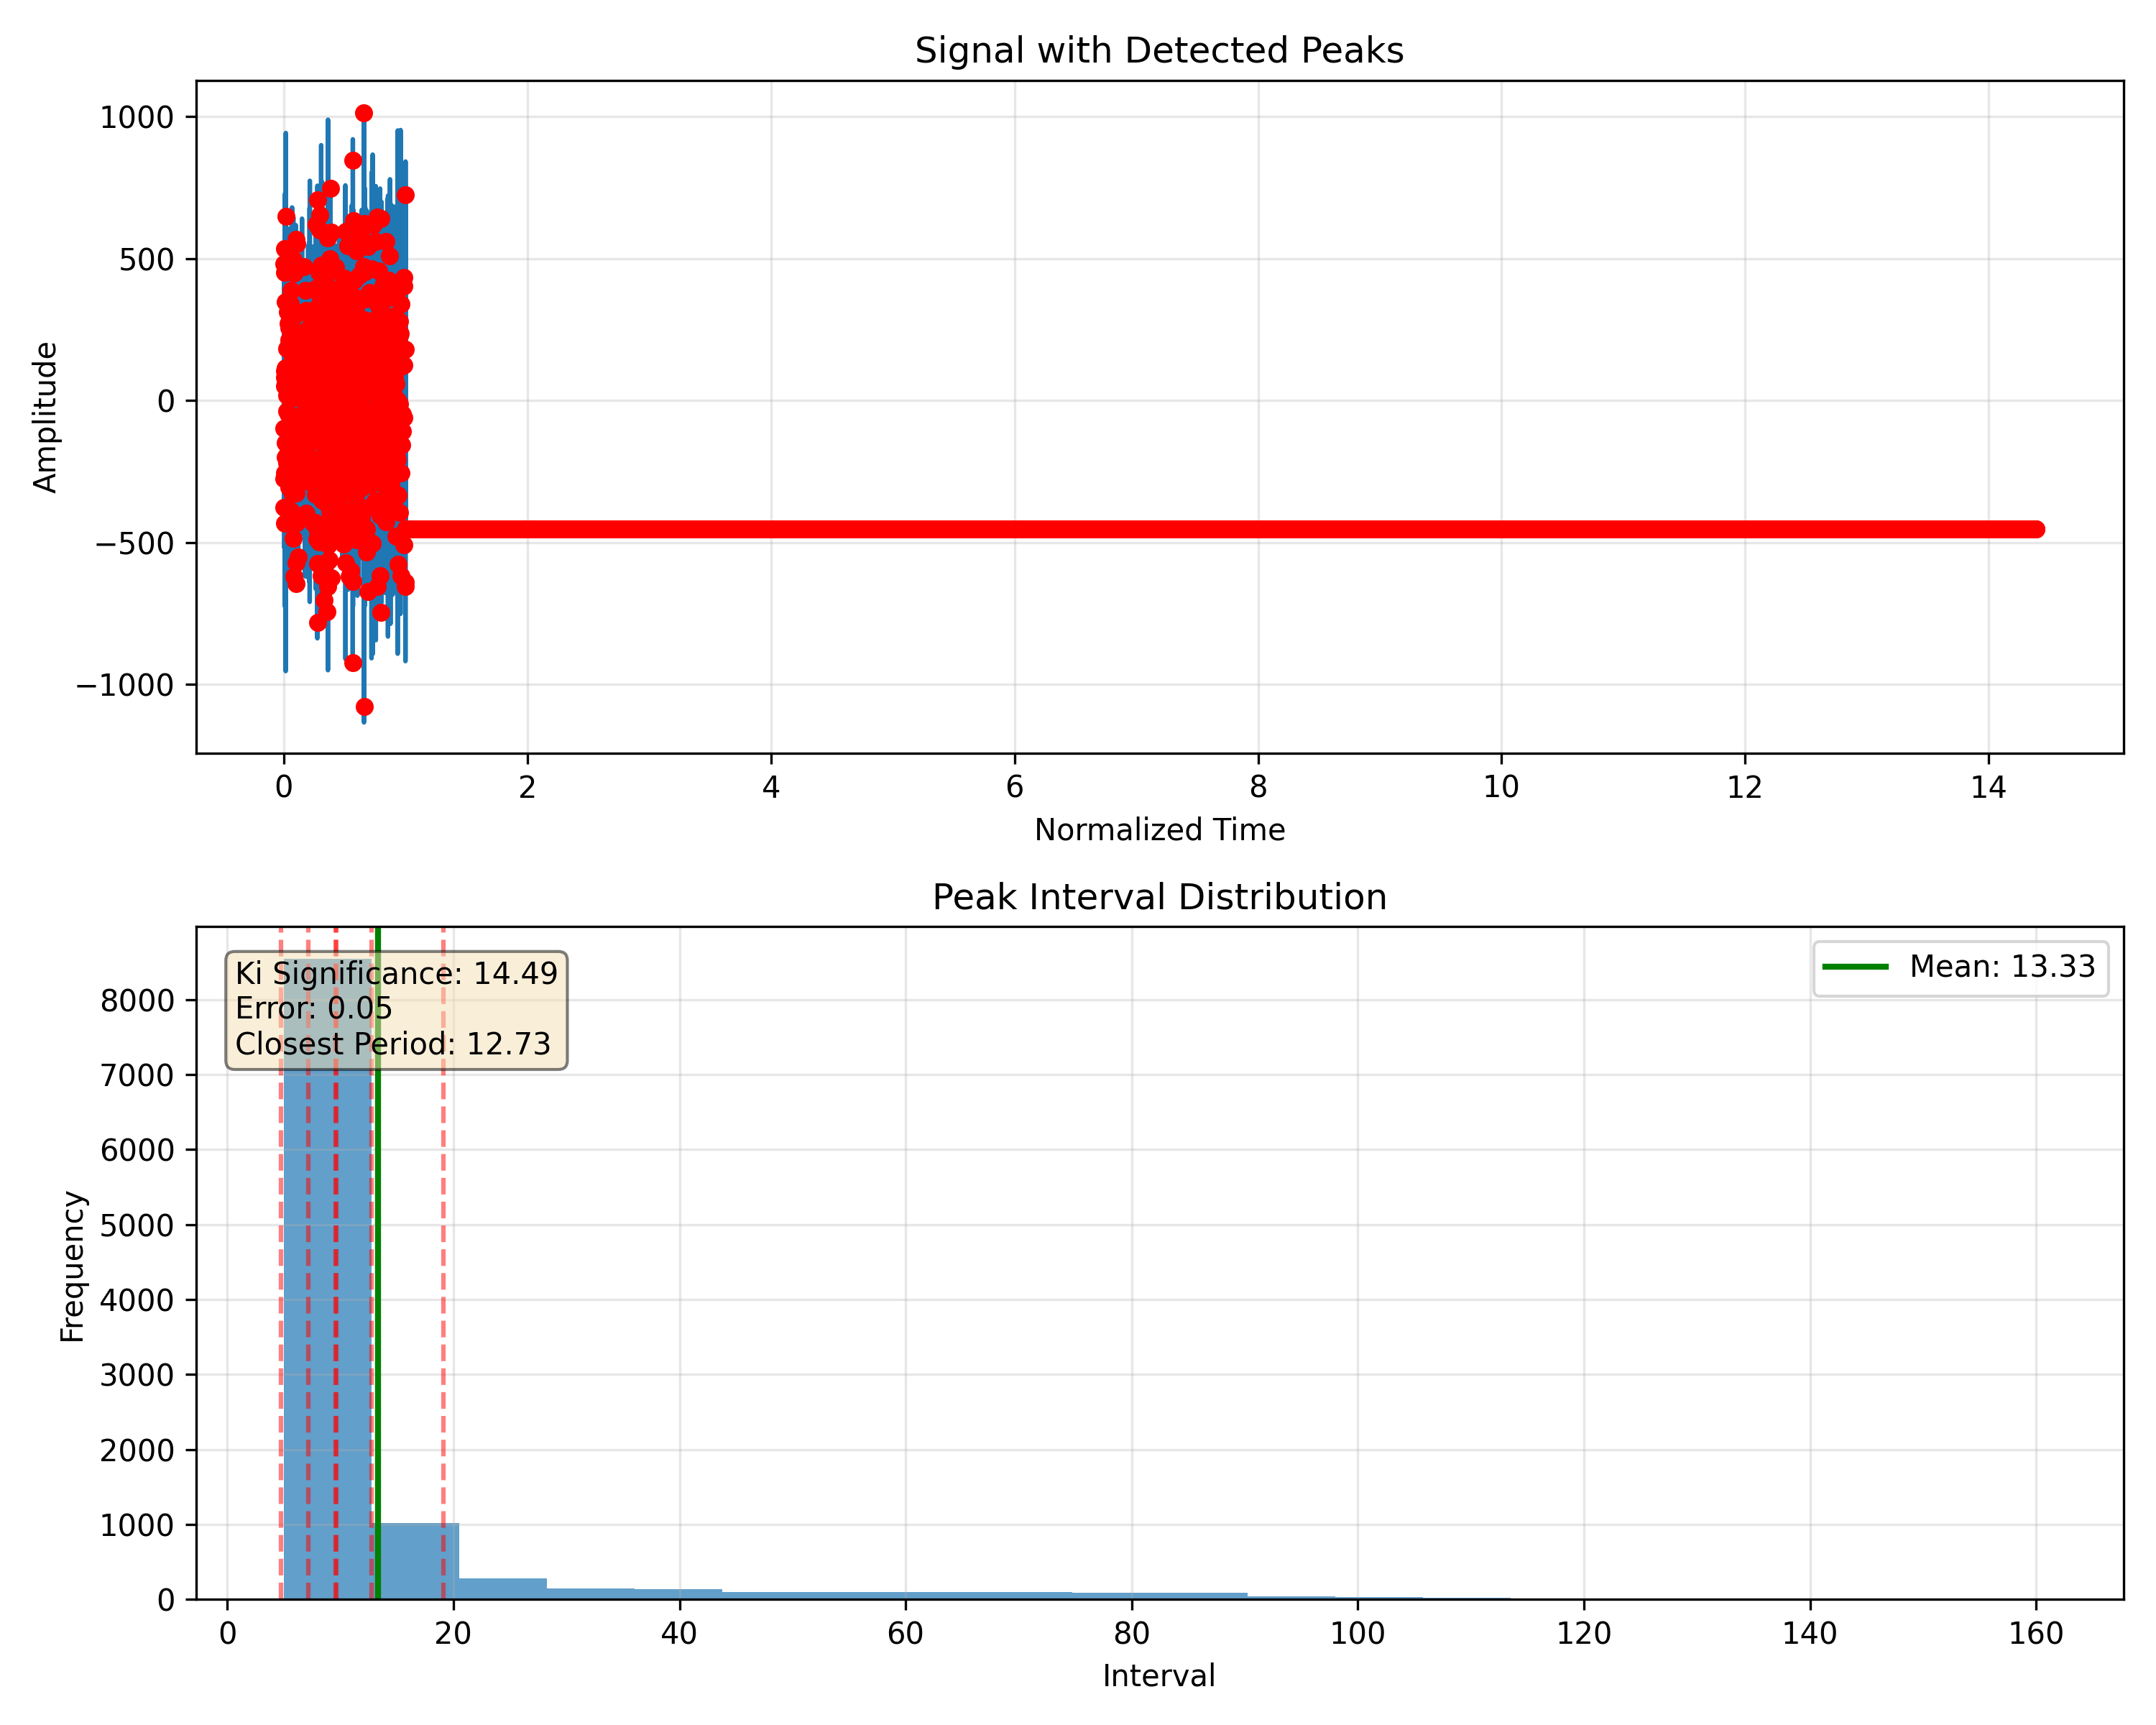 Signal with Detected Peaks
1000
500
0
−500
−1000
Amplitude
0 2 4 6 8 10 12 14
Normalized Time
Peak Interval Distribution
Ki Significance: 14.49
Error: 0.05
Closest Period: 12.73
Mean: 13.33
8000
7000
6000
5000
4000
3000
2000
1000
0
Frequency
0 20 40 60 80 100 120 140 160
Interval